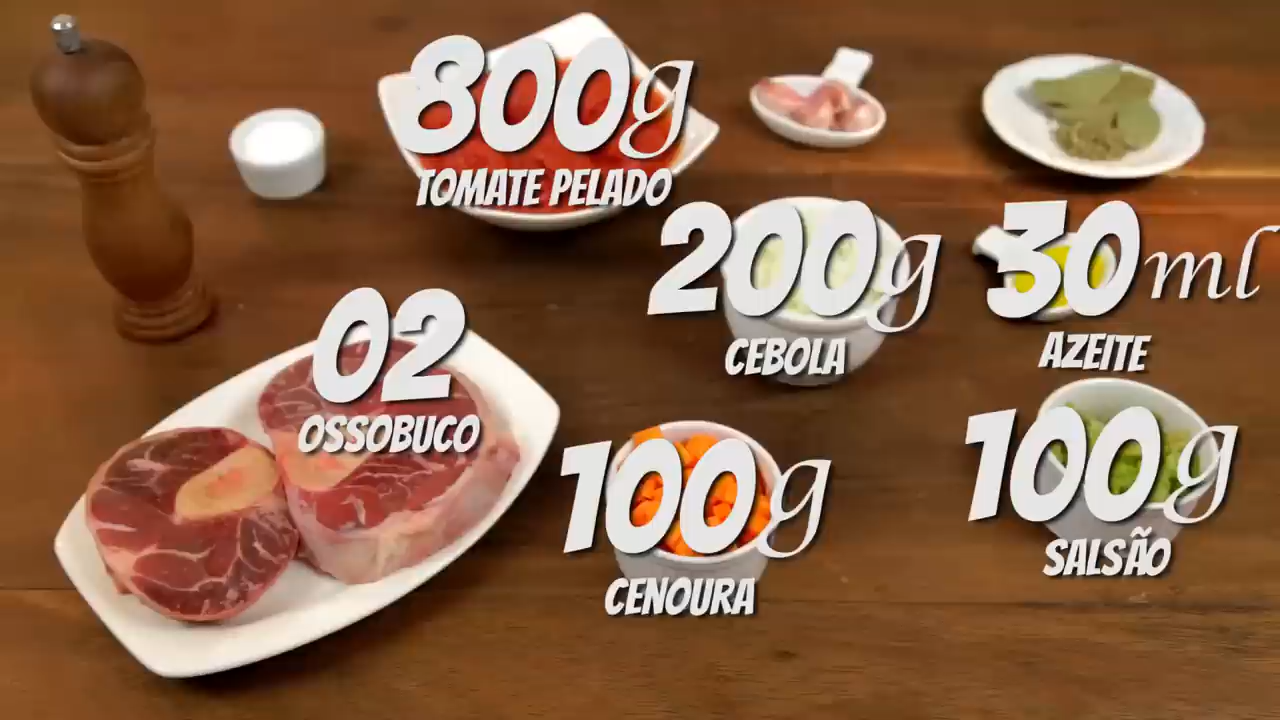 800g
TOMATE PELADO
200g
CEBOLA
30ml
AZEITE
02
OSSOBUCO
100g
CENOURA
100g
SALSÃO